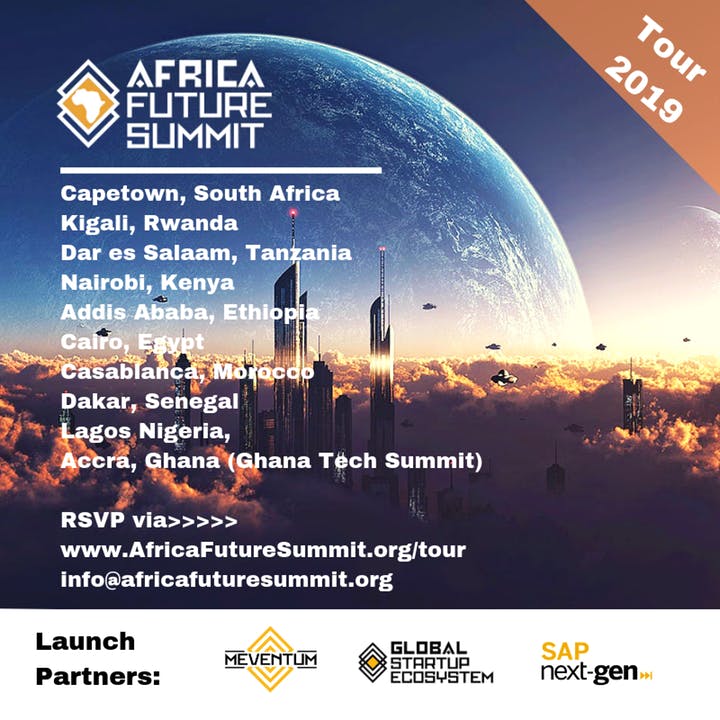 Tour
2019
AFRICA
FUTURE
SUMMIT
Capetown, South Africa
Kigali, Rwanda
Dar es Salaam, Tanzania
Nairobi, Kenya
Addis Ababa, Ethiopia
Cairo, Egypt
Casablanca, Morocco
Dakar, Senegal
Lagos Nigeria,
Accra, Ghana (Ghana Tech Summit)
RSVP via>>>>>
www.AfricaFutureSummit.org/tour
info@africafuturesummit.org
Launch
Partners:
MEVENTUM
GLOBAL
STARTUP
ECOSYSTEM
SAP
next-gen